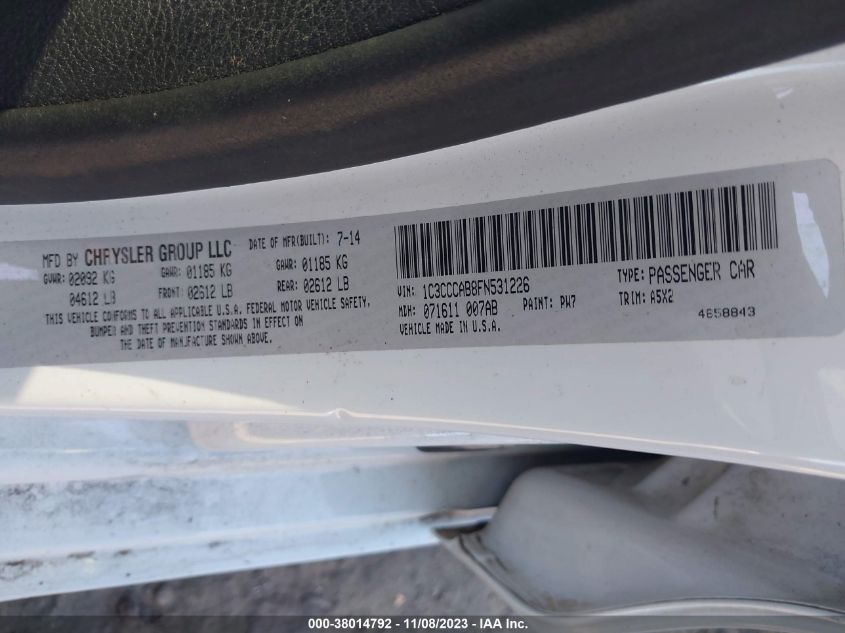 MFD BY CHRYSLER GROUP LLC DATE OF MFR(BUILT): 7-14
GVWR: 02092 KG GAWR: 01185 KG GAWR: 01185 KG
04612 LB FRONT: 02612 LB REAR: 02612 LB
THIS VEHICLE CONFORMS TO ALL APPLICABLE U.S.A. FEDERAL MOTOR VEHICLE SAFETY,
BUMPER AND THEFT PREVENTION STANDARDS IN EFFECT ON
THE DATE OF MANUFACTURE SHOWN ABOVE.
VIN: 1C3CCCAB8FN531226 TYPE: PASSENGER CAR
MDH: 071611 007AB PAINT: PW7 TRIM: A5X2
VEHICLE MADE IN U.S.A. 4658843
000-38014792 - 11/08/2023 - IAA Inc.